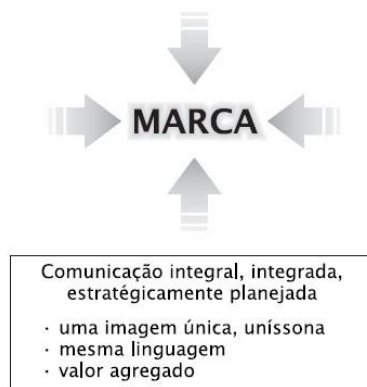 MARCA
Comunicação integral, integrada,
estratégicamente planejada
· uma imagem única, uníssona
· mesma linguagem
· valor agregado